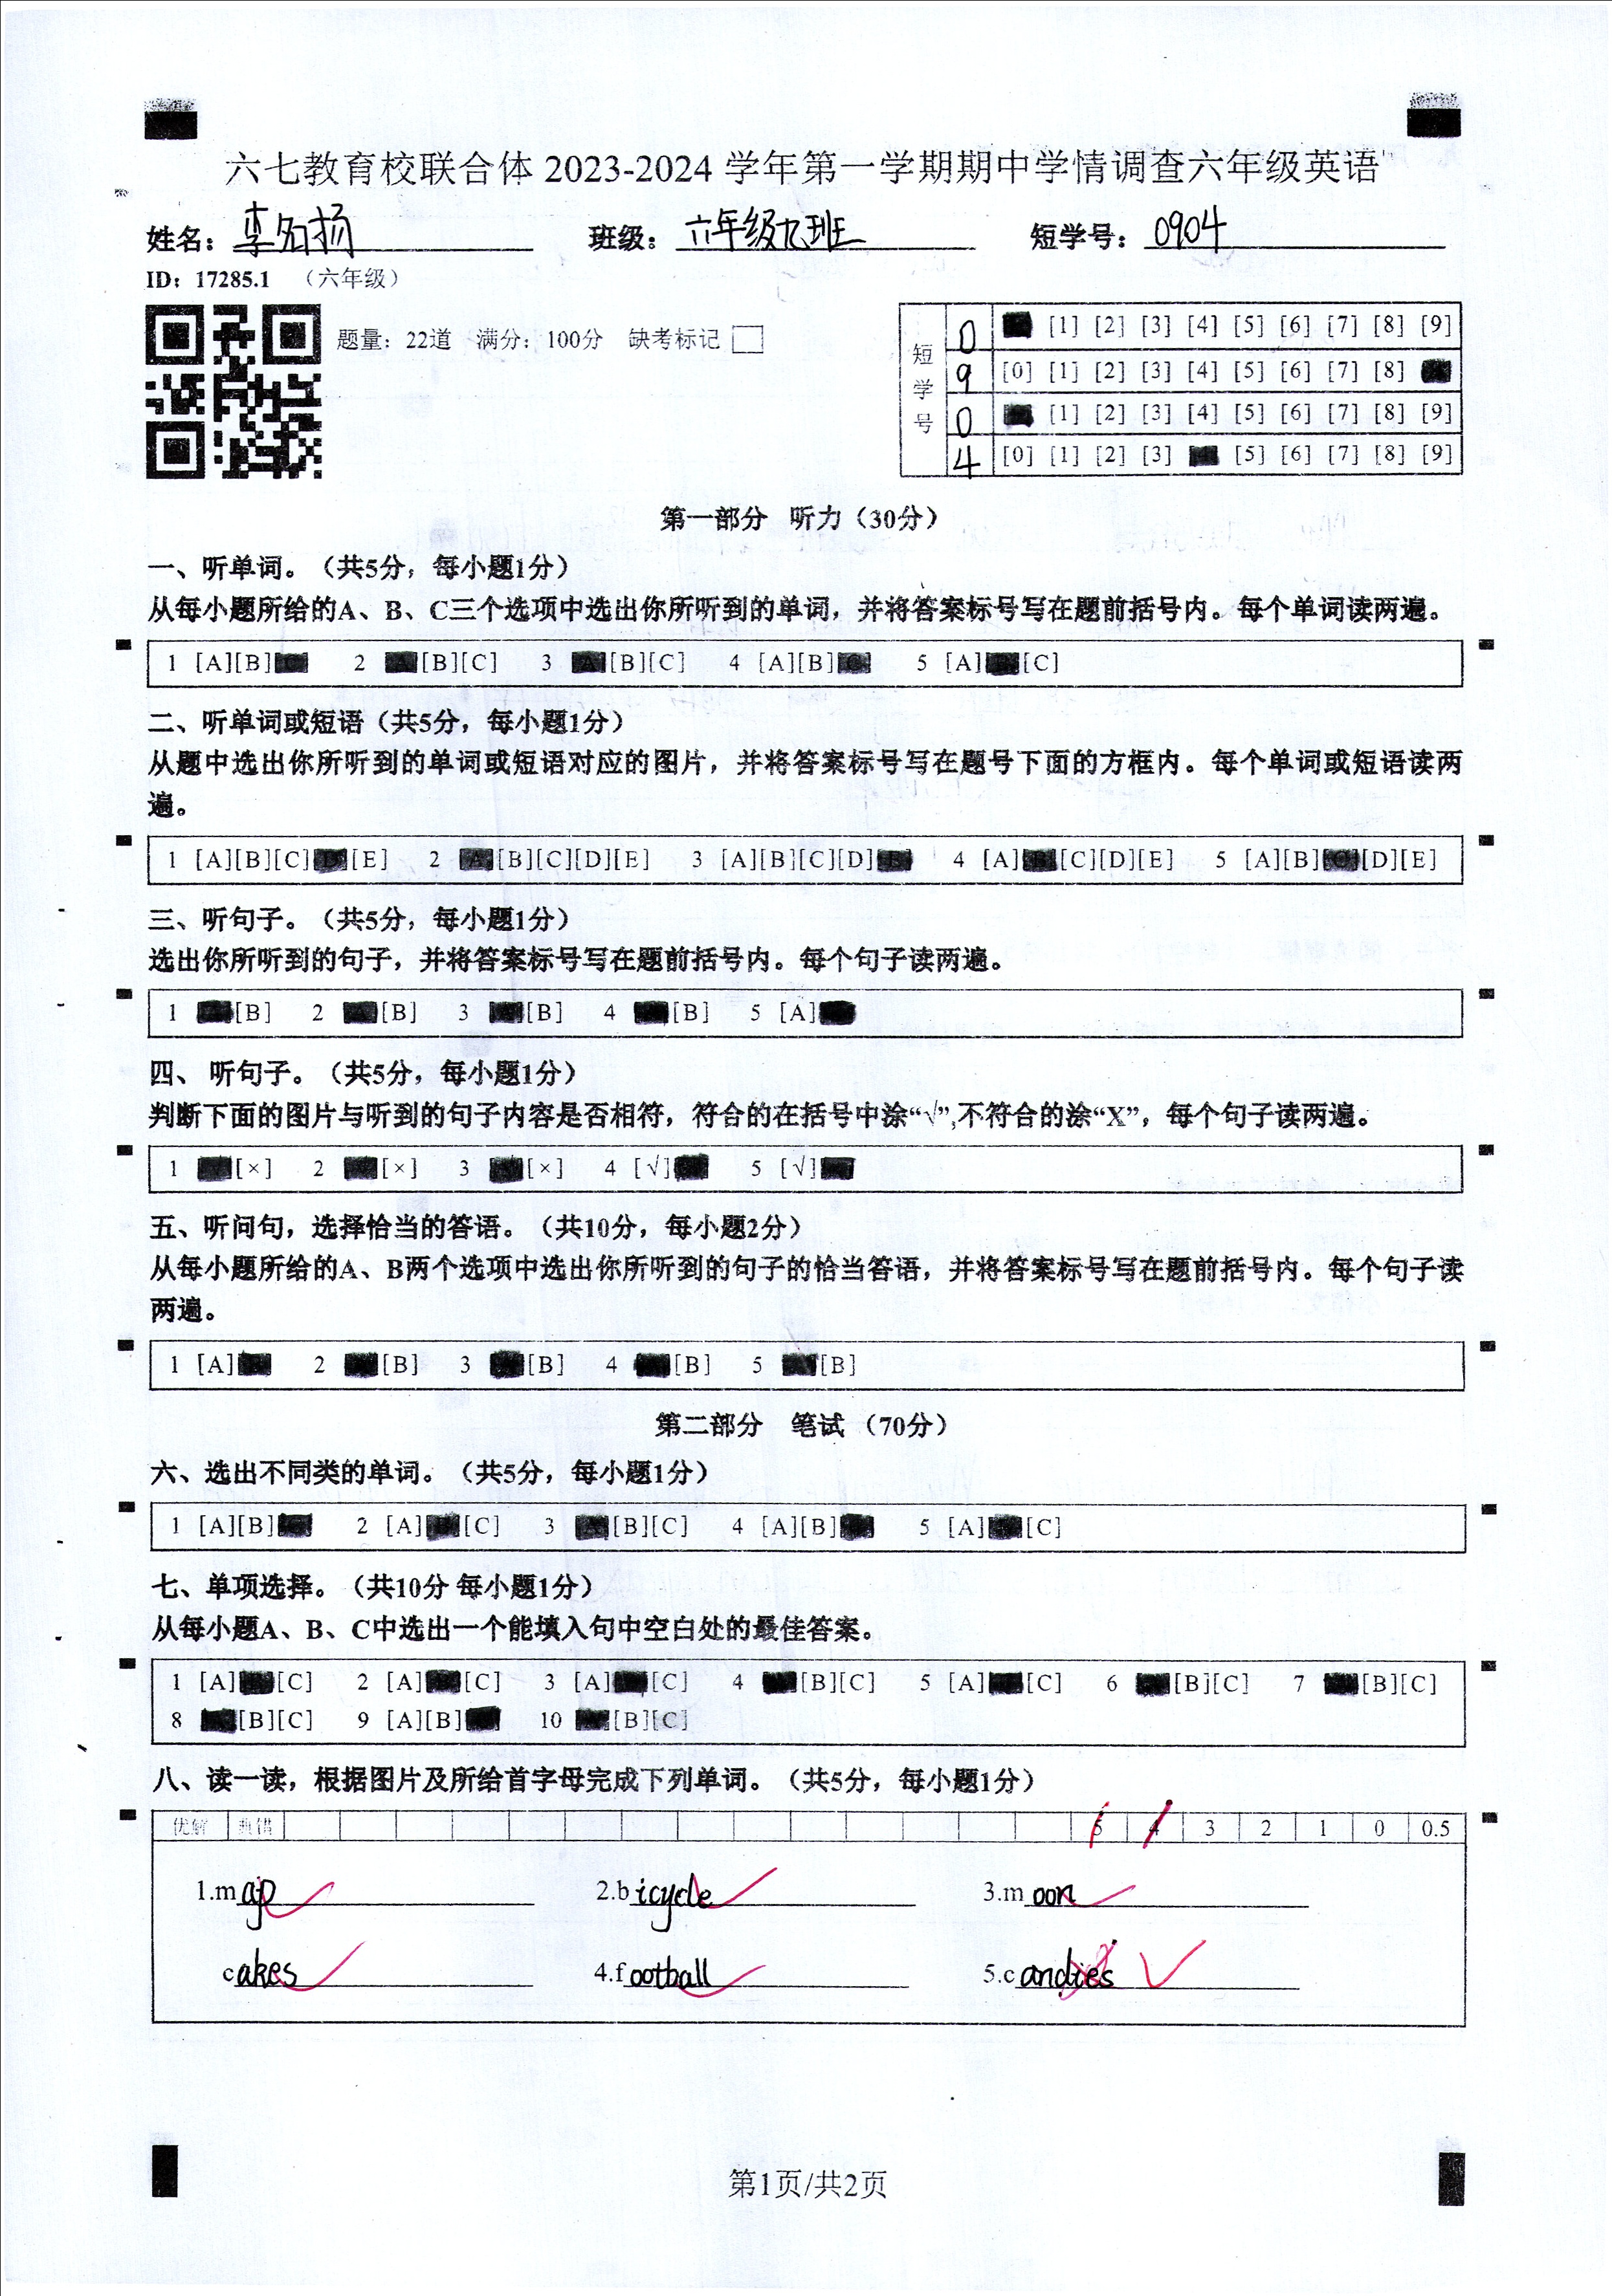 六七教育校联合体 2023-2024 学年第一学期期中学情调查六年级英语
姓名：李名扬 班级：六年级九班 短学号：0904
ID：17285.1 （六年级）
题量：22道 满分：100分 缺考标记
短学号
0 [1] [2] [3] [4] [5] [6] [7] [8] [9]
9 [0] [1] [2] [3] [4] [5] [6] [7] [8]
0 [1] [2] [3] [4] [5] [6] [7] [8] [9]
4 [0] [1] [2] [3] [5] [6] [7] [8] [9]
第一部分 听力（30分）
一、听单词。（共5分，每小题1分）
从每小题所给的A、B、C三个选项中选出你所听到的单词，并将答案标号写在题前括号内。每个单词读两遍。
1 [A][B] 2 [B][C] 3 [B][C] 4 [A][B] 5 [A] [C]
二、听单词或短语（共5分，每小题1分）
从题中选出你所听到的单词或短语对应的图片，并将答案标号写在题号下面的方框内。每个单词或短语读两
遍。
1 [A][B][C] [E] 2 [B][C][D][E] 3 [A][B][C][D] 4 [A] [C][D][E] 5 [A][B] [D][E]
三、听句子。（共5分，每小题1分）
选出你所听到的句子，并将答案标号写在题前括号内。每个句子读两遍。
1 [B] 2 [B] 3 [B] 4 [B] 5 [A]
四、 听句子。（共5分，每小题1分）
判断下面的图片与听到的句子内容是否相符，符合的在括号中涂“√”,不符合的涂“X”，每个句子读两遍。
1 [×] 2 [×] 3 [×] 4 [√] 5 [√]
五、听问句，选择恰当的答语。（共10分，每小题2分）
从每小题所给的A、B两个选项中选出你所听到的句子的恰当答语，并将答案标号写在题前括号内。每个句子读
两遍。
1 [A] 2 [B] 3 [B] 4 [B] 5 [B]
第二部分 笔试 （70分）
六、选出不同类的单词。（共5分，每小题1分）
1 [A][B] 2 [A] [C] 3 [B][C] 4 [A][B] 5 [A] [C]
七、单项选择。（共10分 每小题1分）
从每小题A、B、C中选出一个能填入句中空白处的最佳答案。
1 [A] [C] 2 [A] [C] 3 [A] [C] 4 [B][C] 5 [A] [C] 6 [B][C] 7 [B][C]
8 [B][C] 9 [A][B] 10 [B][C]
八、读一读，根据图片及所给首字母完成下列单词。（共5分，每小题1分）
优解 典错 5 4 3 2 1 0 0.5
1.map 2.bicycle 3.moon
cakes 4.football 5.candies
第1页/共2页